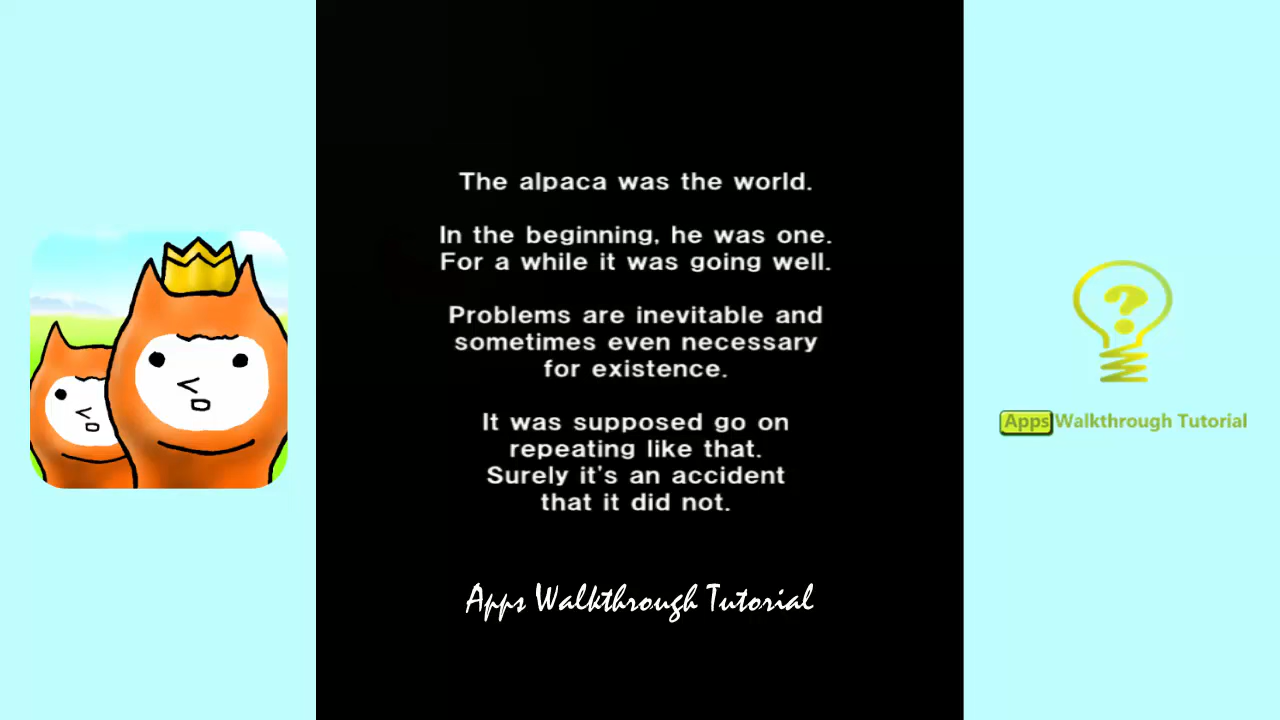 The alpaca was the world.
In the beginning, he was one.
For a while it was going well.
Problems are inevitable and
sometimes even necessary
for existence.
It was supposed go on
repeating like that.
Surely it's an accident
that it did not.
Apps Walkthrough Tutorial
?
Apps Walkthrough Tutorial